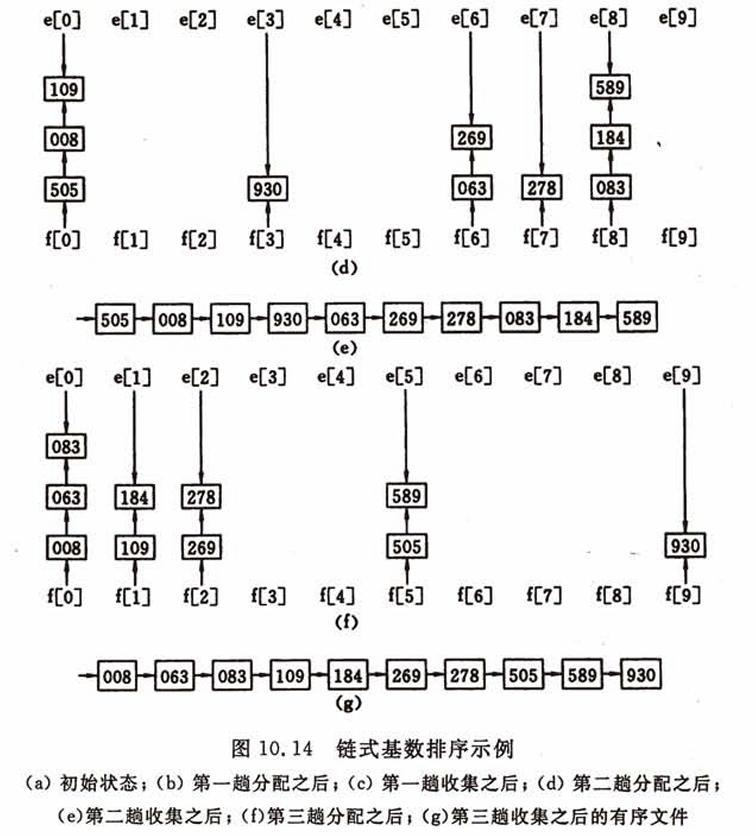 e[0] e[1] e[2] e[3] e[4] e[5] e[6] e[7] e[8] e[9]
109 589
008 269 184
505 930 063 278 083
f[0] f[1] f[2] f[3] f[4] f[5] f[6] f[7] f[8] f[9]
(d)
505 008 109 930 063 269 278 083 184 589
(e)
e[0] e[1] e[2] e[3] e[4] e[5] e[6] e[7] e[8] e[9]
083
063 184 278 589
008 109 269 505 930
f[0] f[1] f[2] f[3] f[4] f[5] f[6] f[7] f[8] f[9]
(f)
008 063 083 109 184 269 278 505 589 930
(g)
图 10.14 链式基数排序示例
(a) 初始状态；(b) 第一趟分配之后；(c) 第一趟收集之后；(d) 第二趟分配之后；
(e)第二趟收集之后；(f)第三趟分配之后；(g)第三趟收集之后的有序文件